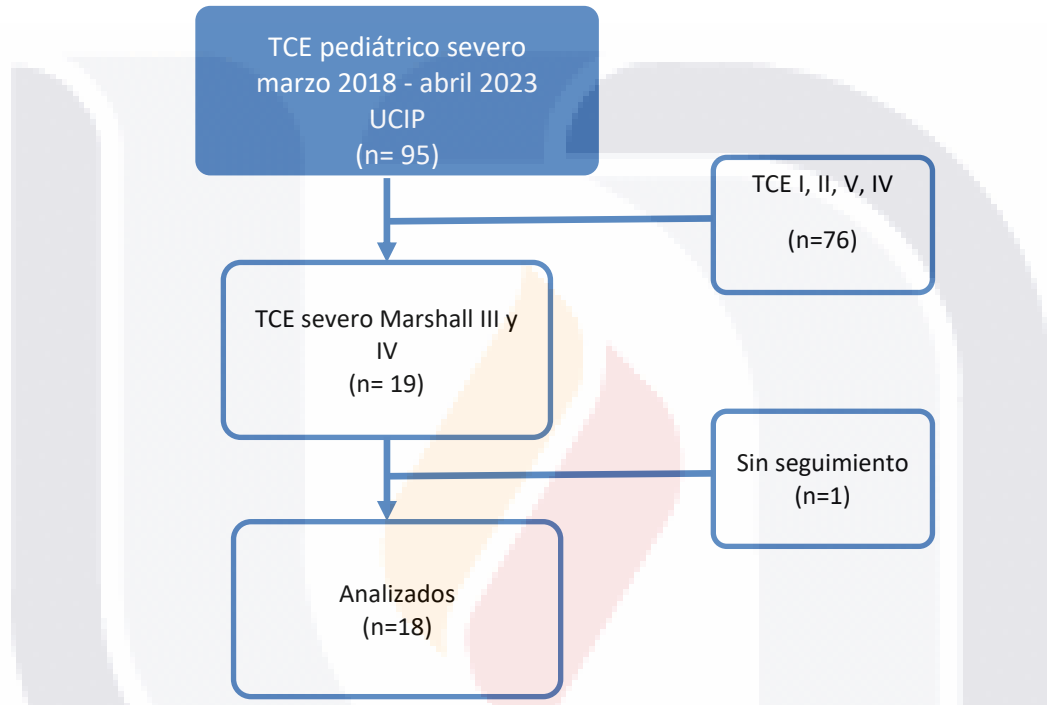 TCE pediátrico severo
marzo 2018 - abril 2023
UCIP
(n= 95)
TCE I, II, V, IV
(n=76)
TCE severo Marshall III y
IV
(n= 19)
Sin seguimiento
(n=1)
Analizados
(n=18)